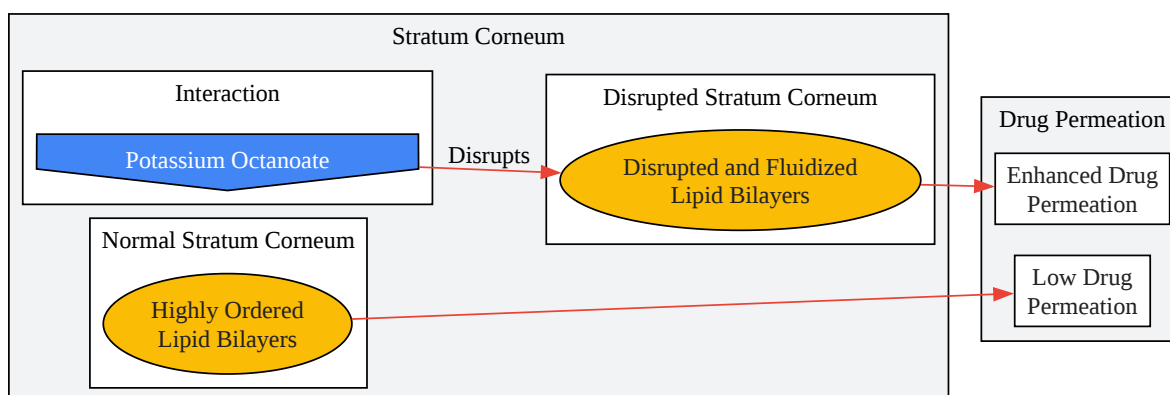 Stratum Corneum
Interaction
Potassium Octanoate
Disrupts
Disrupted Stratum Corneum
Disrupted and Fluidized
Lipid Bilayers
Normal Stratum Corneum
Highly Ordered
Lipid Bilayers
Drug Permeation
Enhanced Drug
Permeation
Low Drug
Permeation